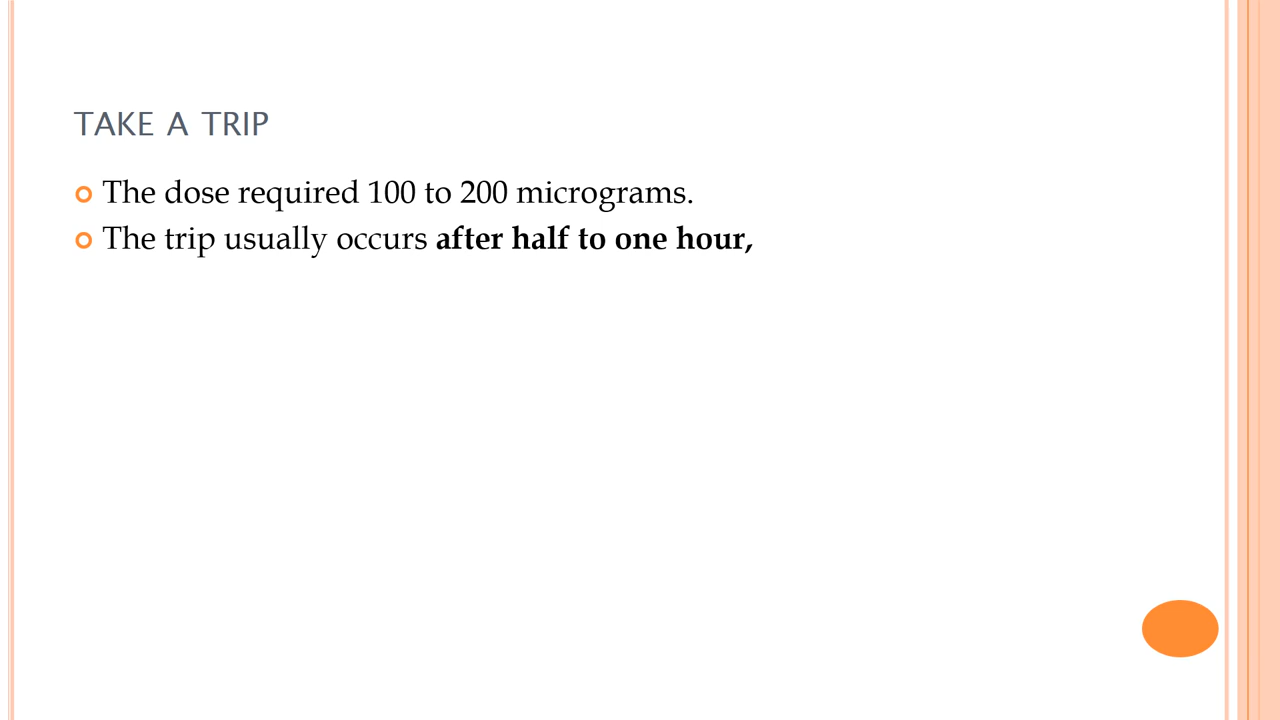 TAKE A TRIP
The dose required 100 to 200 micrograms.
The trip usually occurs after half to one hour,